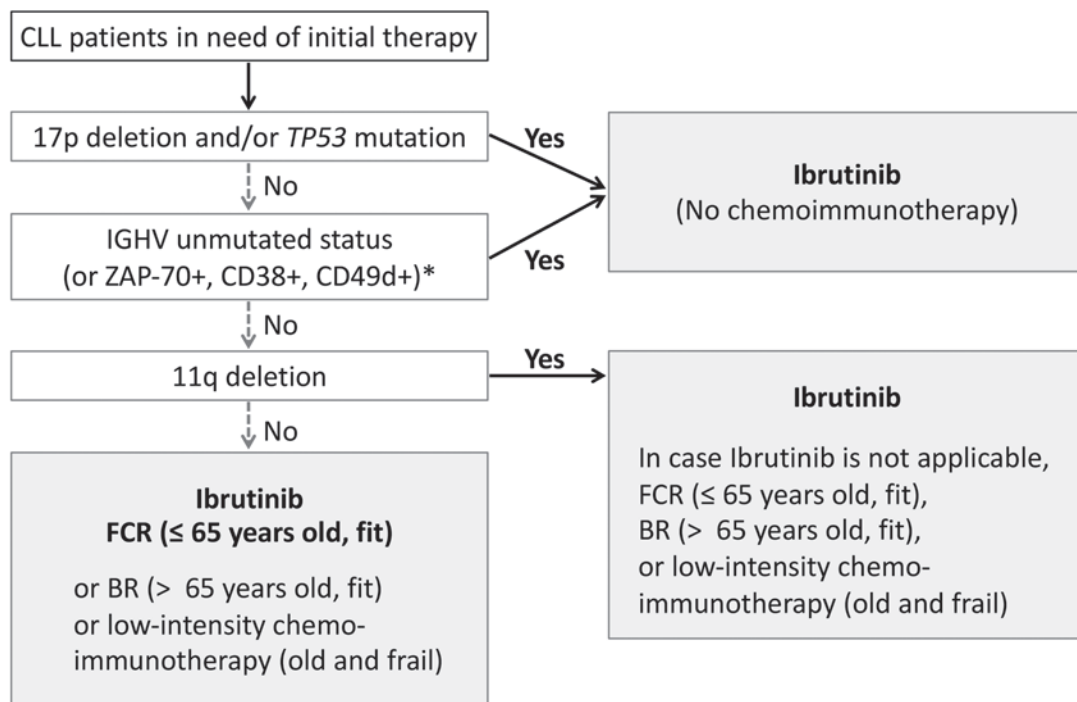 CLL patients in need of initial therapy
17p deletion and/or TP53 mutation
Yes
No
Ibrutinib
(No chemoimmunotherapy)
IGHV unmutated status
(or ZAP-70+, CD38+, CD49d+)*
Yes
No
11q deletion
Yes
No
Ibrutinib
In case Ibrutinib is not applicable,
FCR (≤ 65 years old, fit),
BR (> 65 years old, fit),
or low-intensity chemo-
immunotherapy (old and frail)
Ibrutinib
FCR (≤ 65 years old, fit)
or BR (> 65 years old, fit)
or low-intensity chemo-
immunotherapy (old and frail)